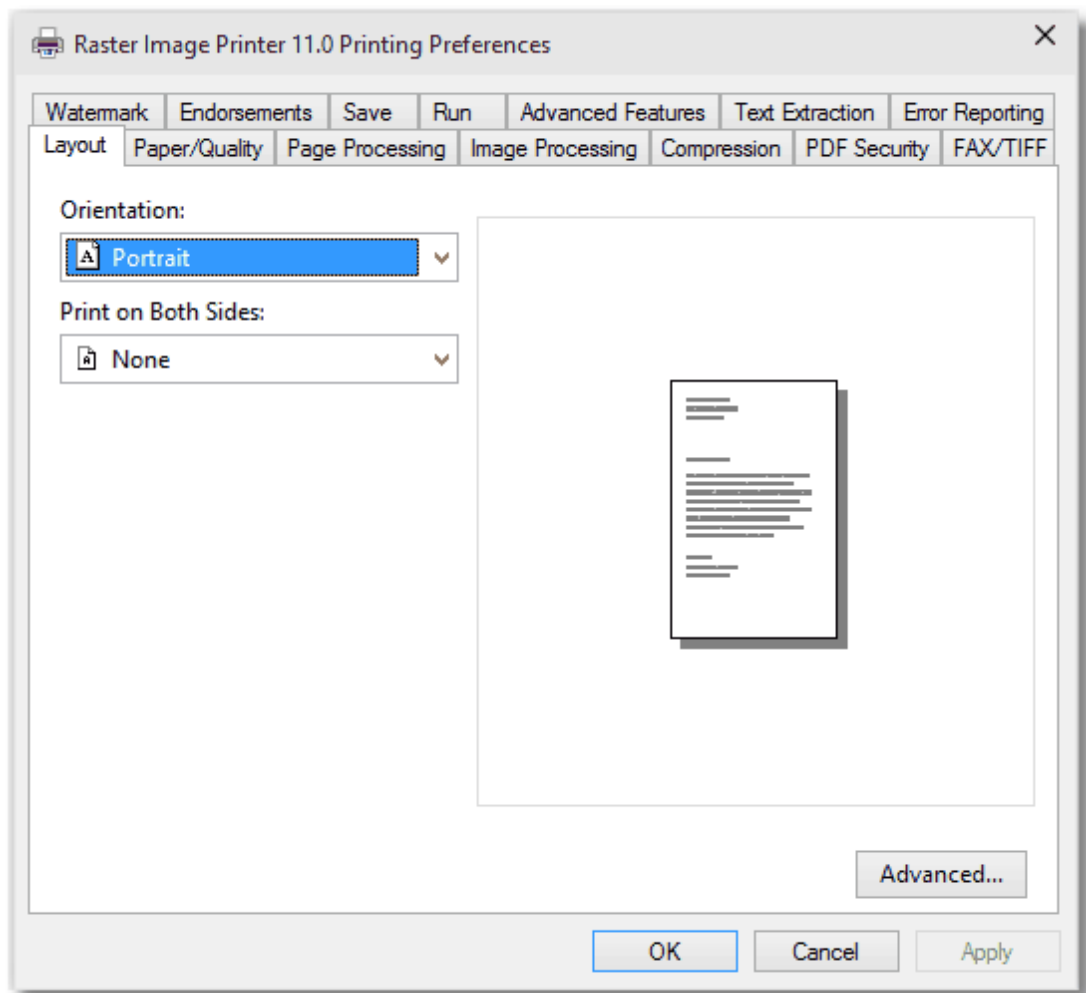 Raster Image Printer 11.0 Printing Preferences
Watermark Endorsements Save Run Advanced Features Text Extraction Error Reporting
Layout Paper/Quality Page Processing Image Processing Compression PDF Security FAX/TIFF
Orientation:
A Portrait
Print on Both Sides:
A None
Advanced...
OK Cancel Apply